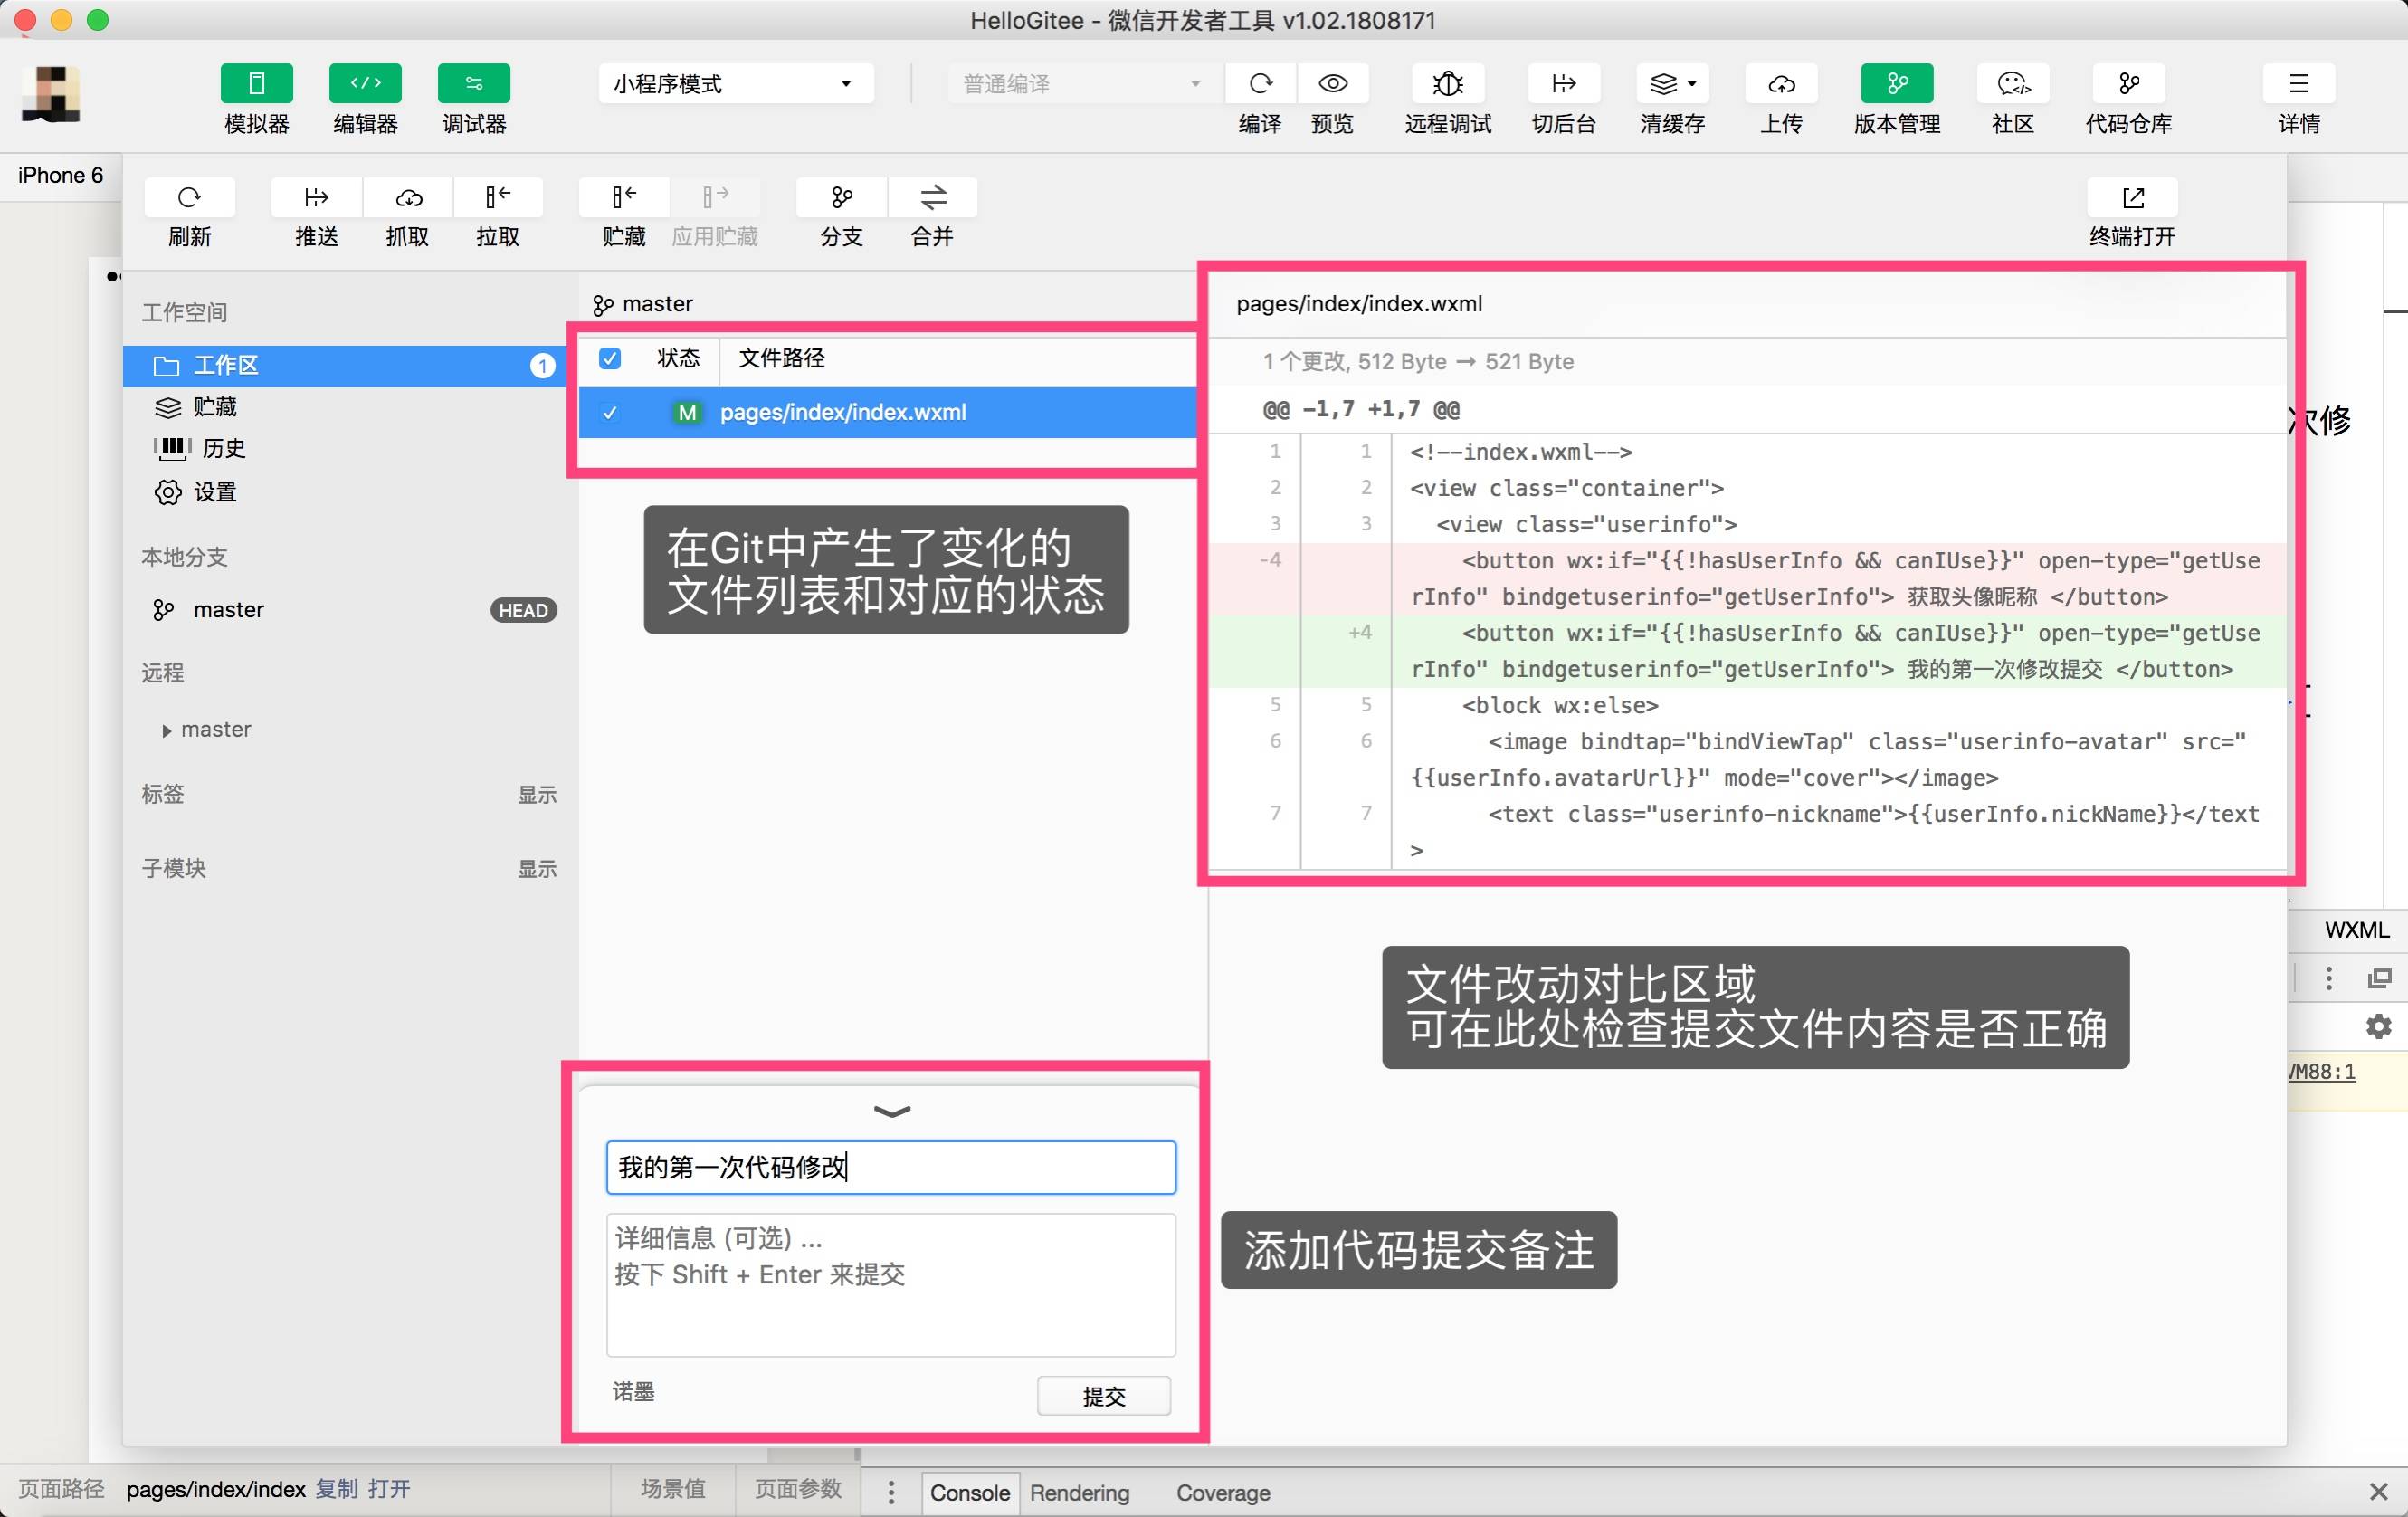 HelloGitee - 微信开发者工具 v1.02.1808171
模拟器 编辑器 调试器 小程序模式 普通编译 编译 预览 远程调试 切后台 清缓存 上传 版本管理 社区 代码仓库 详情
iPhone 6
刷新 推送 抓取 拉取 贮藏 应用贮藏 分支 合并 终端打开
工作空间
工作区 1
贮藏
历史
设置
本地分支
master HEAD
远程
master
标签 显示
子模块 显示
master
状态 文件路径
M pages/index/index.wxml
在Git中产生了变化的
文件列表和对应的状态
我的第一次代码修改
详细信息 (可选) ...
按下 Shift + Enter 来提交
诺墨 提交
添加代码提交备注
pages/index/index.wxml
1 个更改, 512 Byte → 521 Byte
@@ -1,7 +1,7 @@
1 1 <!--index.wxml-->
2 2 <view class="container">
3 3 <view class="userinfo">
-4 <button wx:if="{{!hasUserInfo && canIUse}}" open-type="getUse
rInfo" bindgetuserinfo="getUserInfo"> 获取头像昵称 </button>
+4 <button wx:if="{{!hasUserInfo && canIUse}}" open-type="getUse
rInfo" bindgetuserinfo="getUserInfo"> 我的第一次修改提交 </button>
5 5 <block wx:else>
6 6 <image bindtap="bindViewTap" class="userinfo-avatar" src="
{{userInfo.avatarUrl}}" mode="cover"></image>
7 7 <text class="userinfo-nickname">{{userInfo.nickName}}</text
>
文件改动对比区域
可在此处检查提交文件内容是否正确
次修
WXML
VM88:1
页面路径 pages/index/index 复制 打开 场景值 页面参数 Console Rendering Coverage